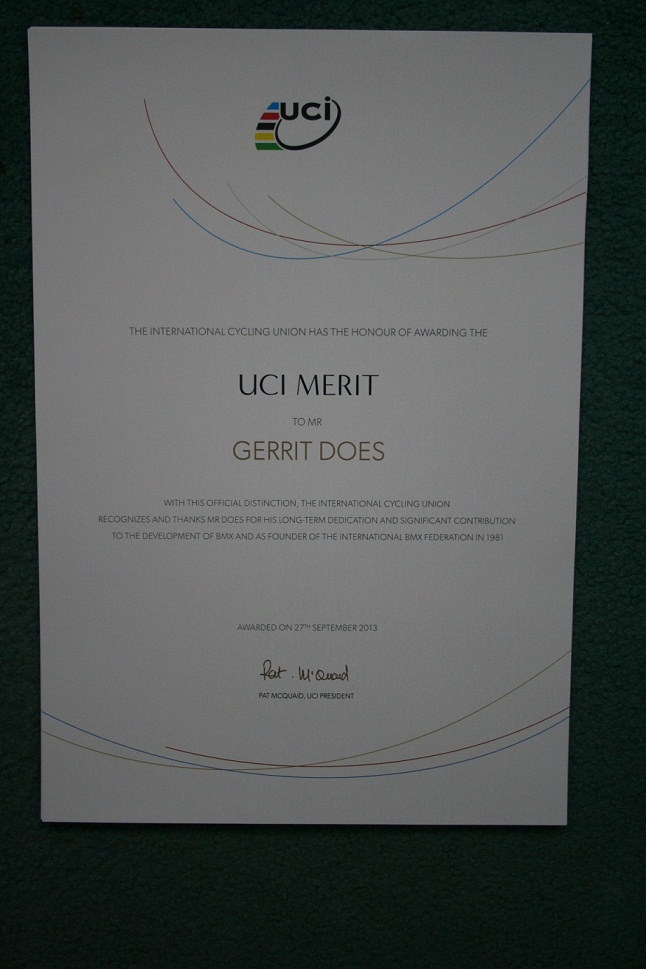 uci
THE INTERNATIONAL CYCLING UNION HAS THE HONOUR OF AWARDING THE
UCI MERIT
TO MR
GERRIT DOES
WITH THIS OFFICIAL DISTINCTION, THE INTERNATIONAL CYCLING UNION
RECOGNIZES AND THANKS MR DOES FOR HIS LONG-TERM DEDICATION AND SIGNIFICANT CONTRIBUTION
TO THE DEVELOPMENT OF BMX AND AS FOUNDER OF THE INTERNATIONAL BMX FEDERATION IN 1981
AWARDED ON 27TH SEPTEMBER 2013
Pat. McQuaid
PAT MCQUAID, UCI PRESIDENT